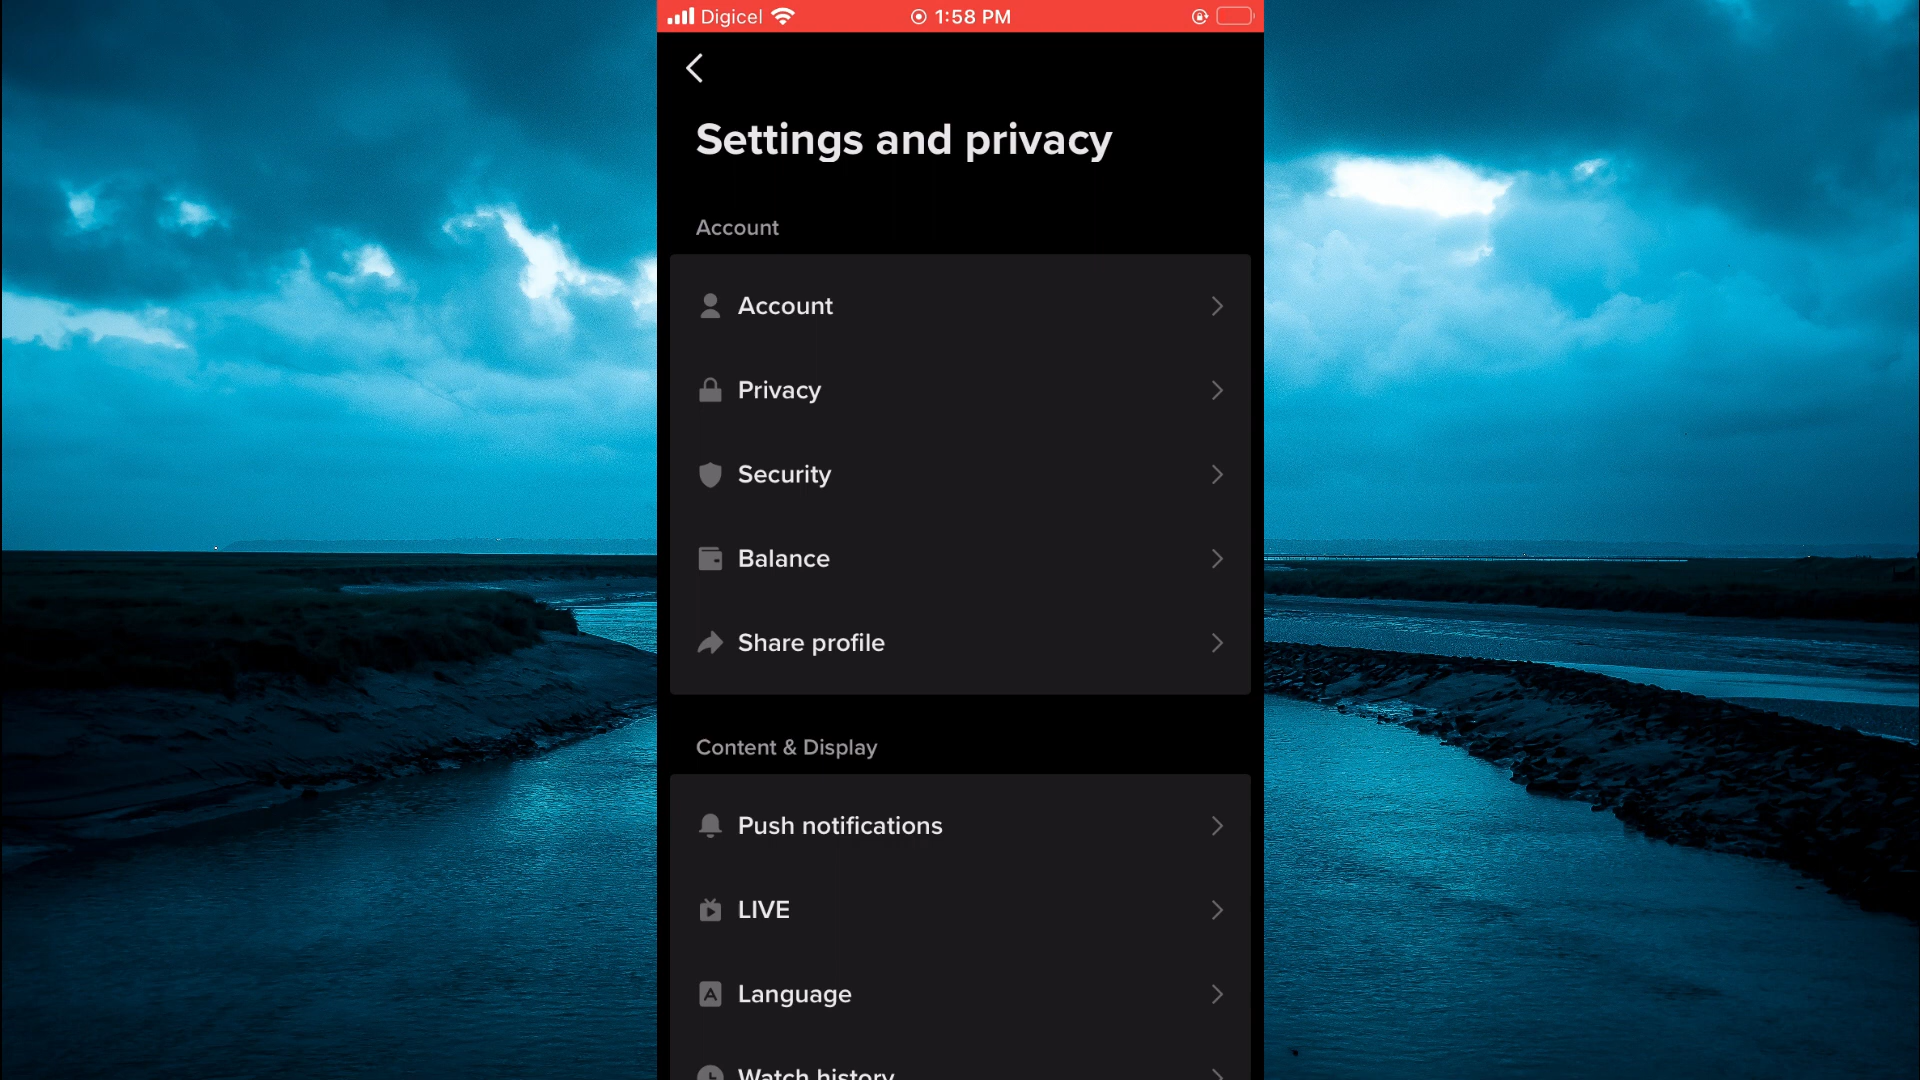 Digicel 1:58 PM
Settings and privacy
Account
Account
Privacy
Security
Balance
Share profile
Content & Display
Push notifications
LIVE
Language
Watch history